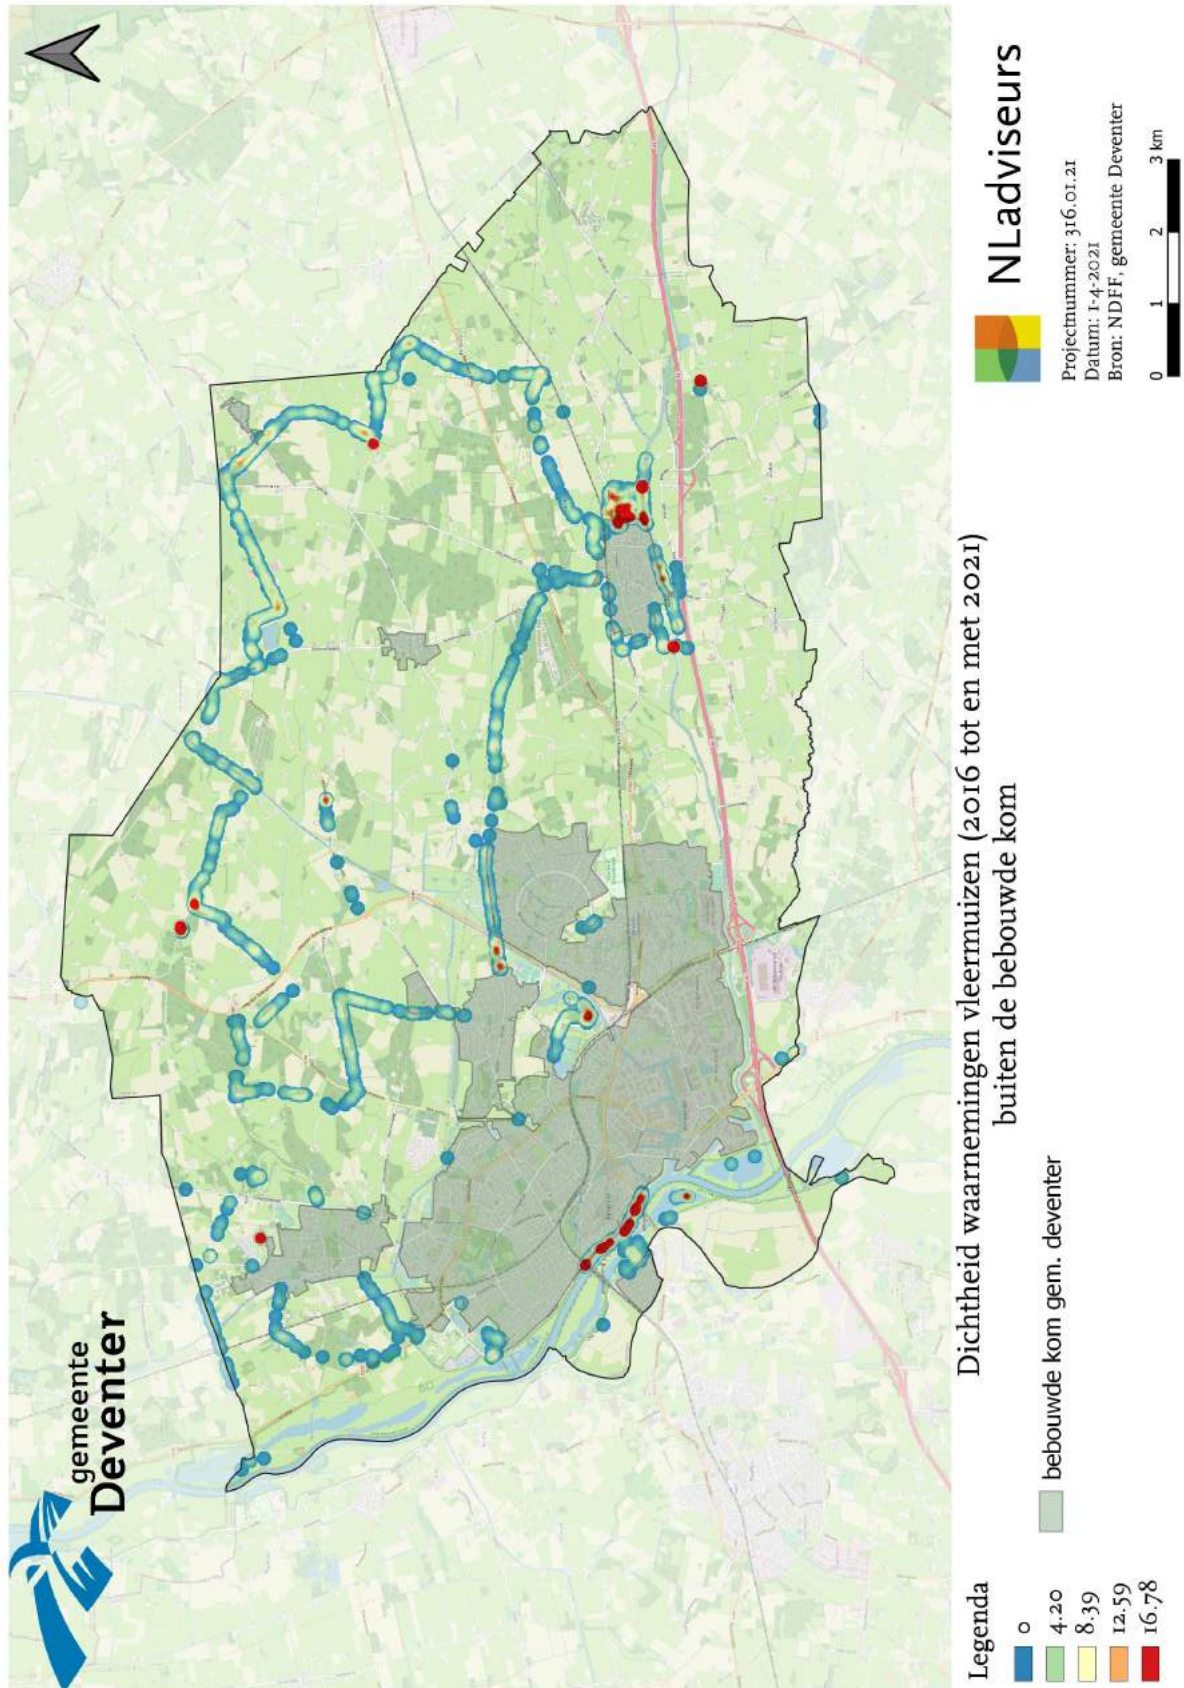 gemeente
Deventer
Dichtheid waarnemingen vleermuizen (2016 tot en met 2021)
buiten de bebouwde kom
Legenda
0
4.20
8.39
12.59
16.78
bebouwde kom gem. deventer
NLadviseurs
Projectnummer: 316.01.21
Datum: 1-4-2021
Bron: NDFF, gemeente Deventer
0 1 2 3 km